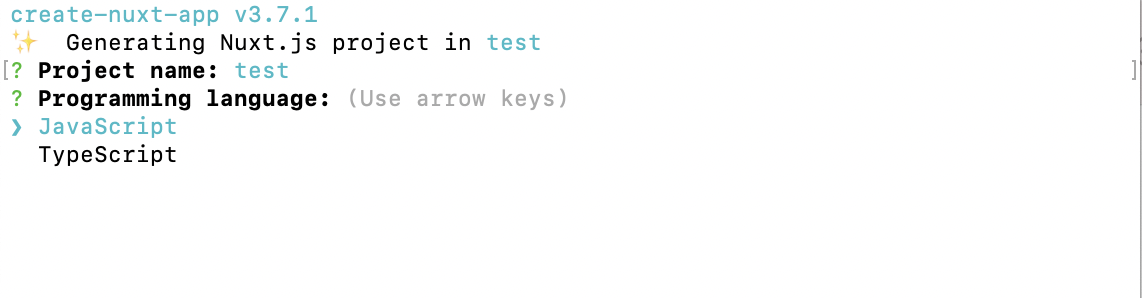 create-nuxt-app v3.7.1
✨  Generating Nuxt.js project in test
[? Project name: test ]
? Programming language: (Use arrow keys)
❯ JavaScript
  TypeScript